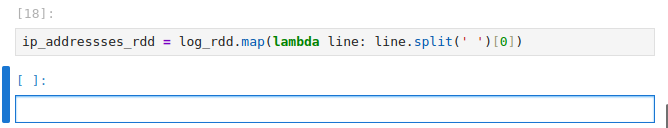 [18]:
ip_addressses_rdd = log_rdd.map(lambda line: line.split(' ')[0])
[ ]: